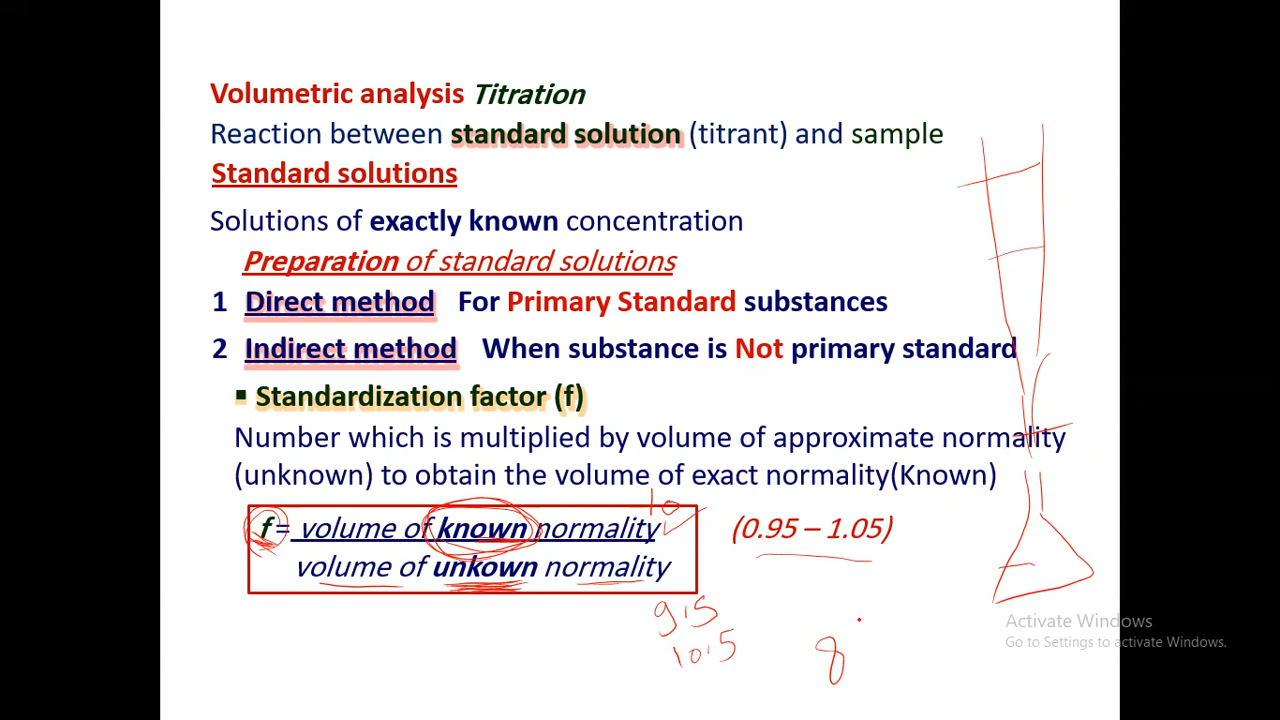 Volumetric analysis Titration
Reaction between standard solution (titrant) and sample
Standard solutions
Solutions of exactly known concentration
Preparation of standard solutions
1 Direct method For Primary Standard substances
2 Indirect method When substance is Not primary standard
▪ Standardization factor (f)
Number which is multiplied by volume of approximate normality
(unknown) to obtain the volume of exact normality(Known)
10
f = volume of known normality (0.95 – 1.05)
volume of unkown normality
9.5
10.5
8
Activate Windows
Go to Settings to activate Windows.